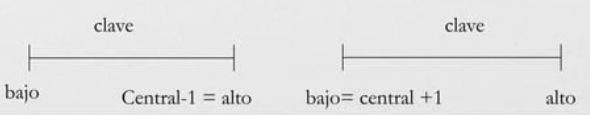 clave clave
bajo Central-1 = alto bajo= central +1 alto